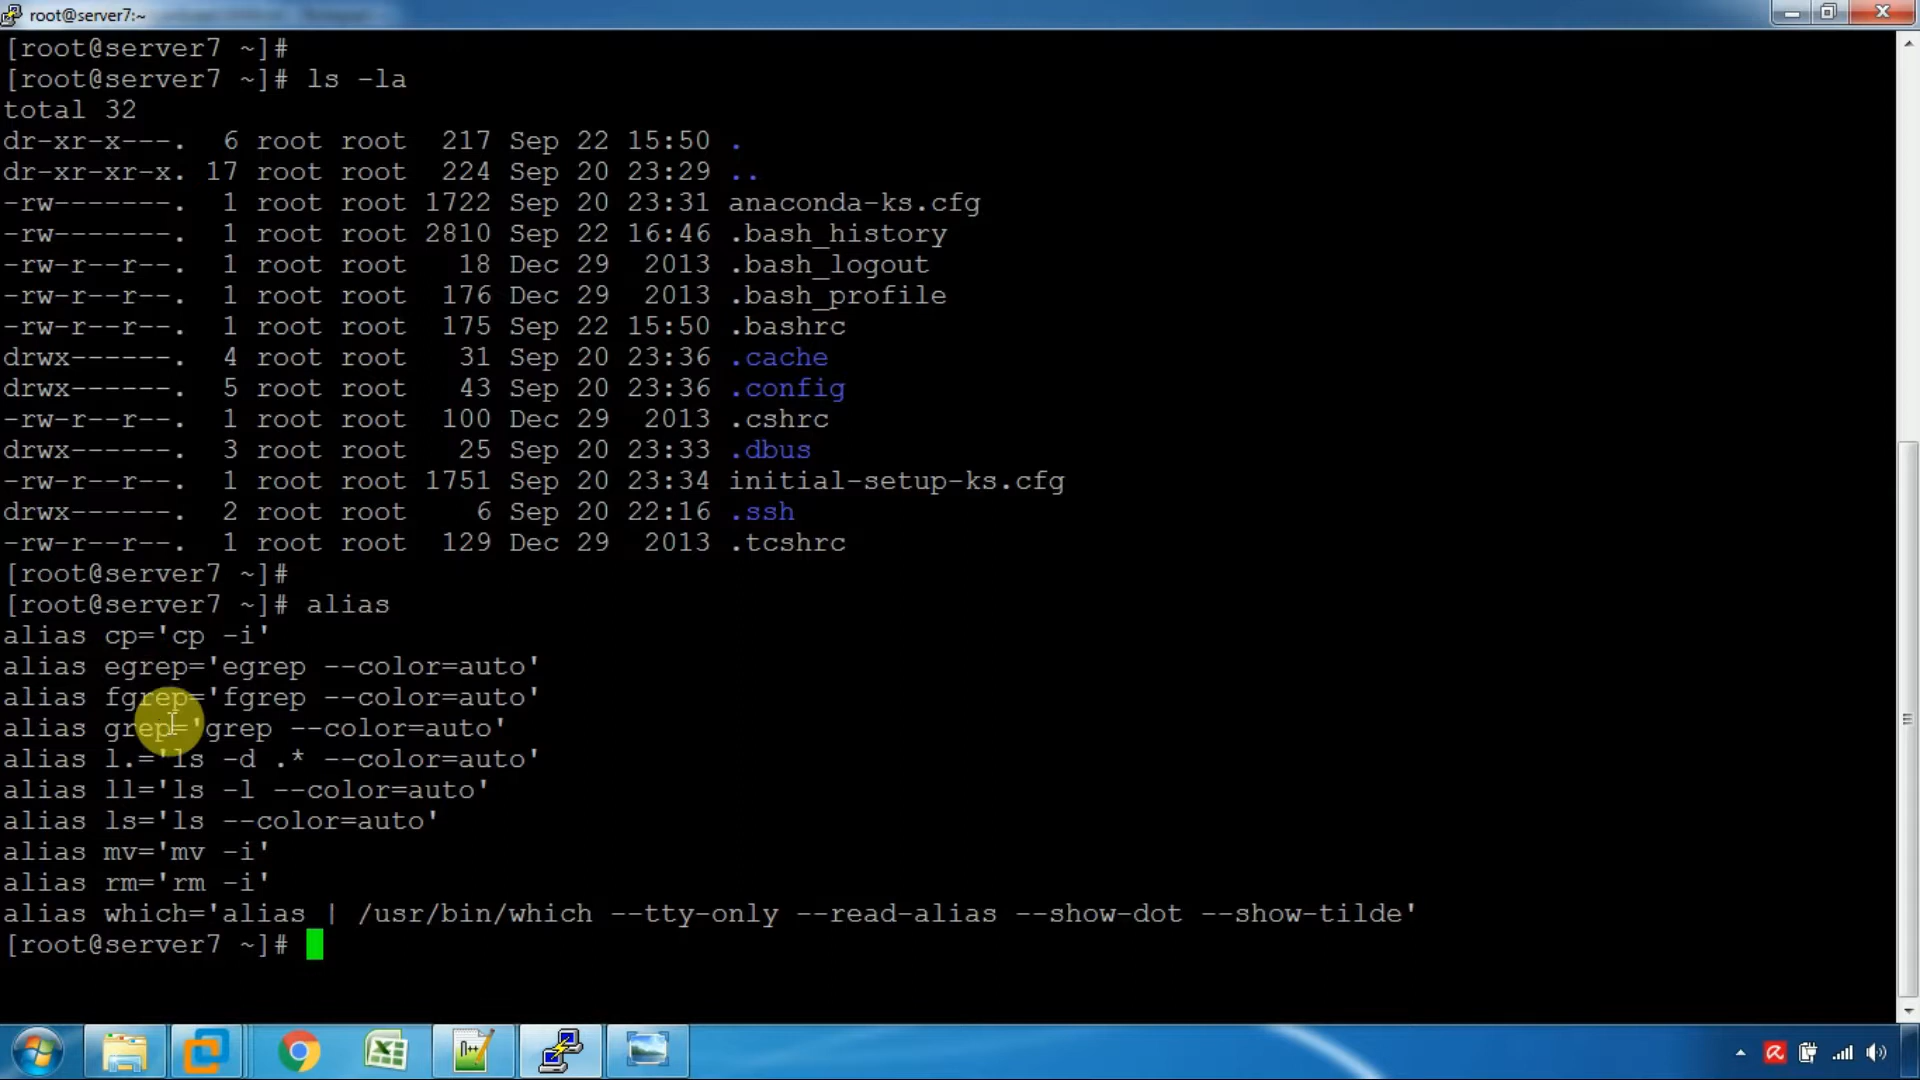 root@server7:~
[root@server7 ~]#
[root@server7 ~]# ls -la
total 32
dr-xr-x---.  6 root root  217 Sep 22 15:50 .
dr-xr-xr-x. 17 root root  224 Sep 20 23:29 ..
-rw-------.  1 root root 1722 Sep 20 23:31 anaconda-ks.cfg
-rw-------.  1 root root 2810 Sep 22 16:46 .bash_history
-rw-r--r--.  1 root root   18 Dec 29  2013 .bash_logout
-rw-r--r--.  1 root root  176 Dec 29  2013 .bash_profile
-rw-r--r--.  1 root root  175 Sep 22 15:50 .bashrc
drwx------.  4 root root   31 Sep 20 23:36 .cache
drwx------.  5 root root   43 Sep 20 23:36 .config
-rw-r--r--.  1 root root  100 Dec 29  2013 .cshrc
drwx------.  3 root root   25 Sep 20 23:33 .dbus
-rw-r--r--.  1 root root 1751 Sep 20 23:34 initial-setup-ks.cfg
drwx------.  2 root root    6 Sep 20 22:16 .ssh
-rw-r--r--.  1 root root  129 Dec 29  2013 .tcshrc
[root@server7 ~]#
[root@server7 ~]# alias
alias cp='cp -i'
alias egrep='egrep --color=auto'
alias fgrep='fgrep --color=auto'
alias grep='grep --color=auto'
alias l.='ls -d .* --color=auto'
alias ll='ls -l --color=auto'
alias ls='ls --color=auto'
alias mv='mv -i'
alias rm='rm -i'
alias which='alias | /usr/bin/which --tty-only --read-alias --show-dot --show-tilde'
[root@server7 ~]#